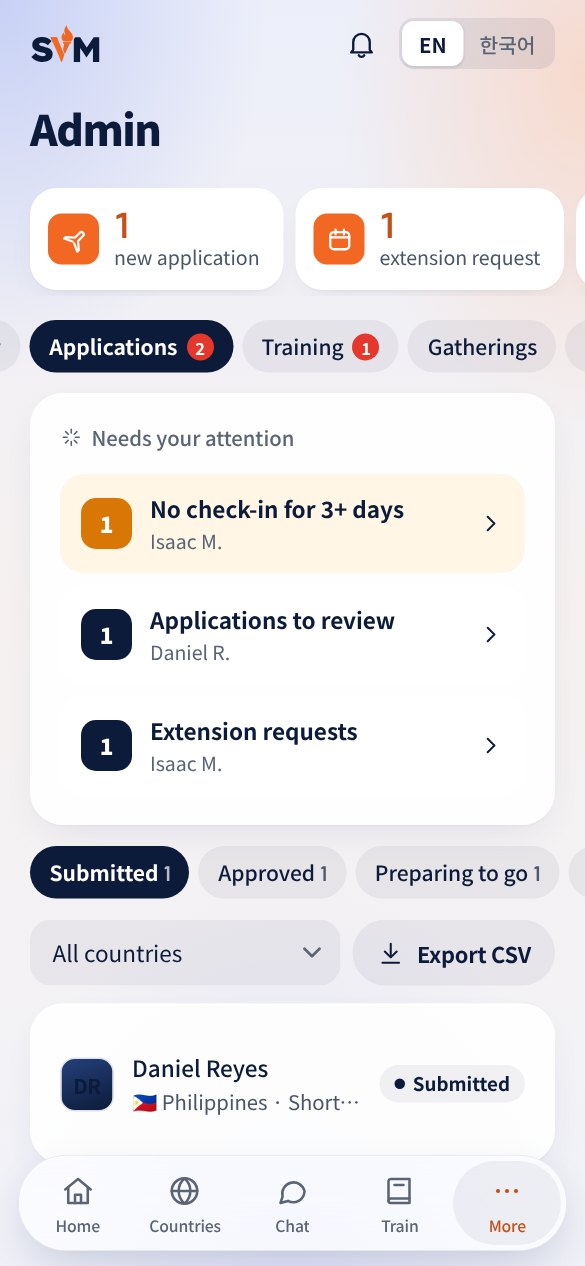 SVM
EN
한국어
Admin
1
new application
1
extension request
Applications 2
Training 1
Gatherings
Needs your attention
1
No check-in for 3+ days
Isaac M.
1
Applications to review
Daniel R.
1
Extension requests
Isaac M.
Submitted 1
Approved 1
Preparing to go 1
All countries
Export CSV
DR
Daniel Reyes
Philippines · Short···
Submitted
Home
Countries
Chat
Train
More